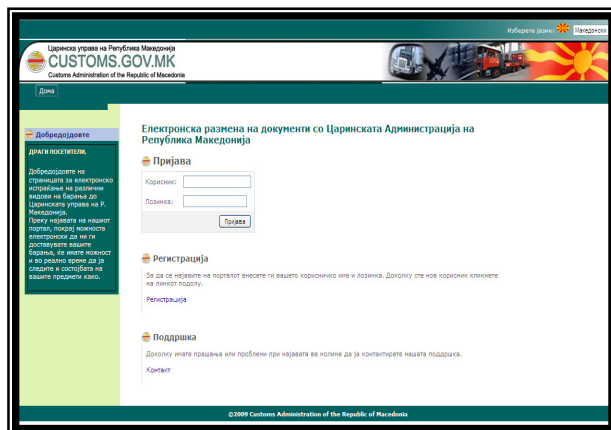 Изберете јазик:
Македонски
Царинска управа на Република Македонија
CUSTOMS.GOV.MK
Customs Administration of the Republic of Macedonia
Дома
Добредојдовте
ДРАГИ ПОСЕТИТЕЛИ,
Добредојдовте на
страницата за електронско
испраќање на различни
видови на барања до
Царинската управа на Р.
Македонија.
Преку најавата на нашиот
портал, покрај можноста
електронски да ни ги
доставувате вашите
барања, ќе имате можност
и во реално време да ја
следите и состојбата на
вашите предмети како.
Електронска размена на документи со Царинската Администрација на
Република Македонија
Пријава
Корисник:
Лозинка:
Пријава
Регистрација
За да се најавите на порталот внесете ги вашето корисничко име и лозинка. Доколку сте нов корисник кликнете
на линкот подолу.
Регистрација
Поддршка
Доколку имате прашања или проблеми при најавата ве молиме да ја контактирате нашата поддршка.
Контакт
©2009 Customs Administration of the Republic of Macedonia